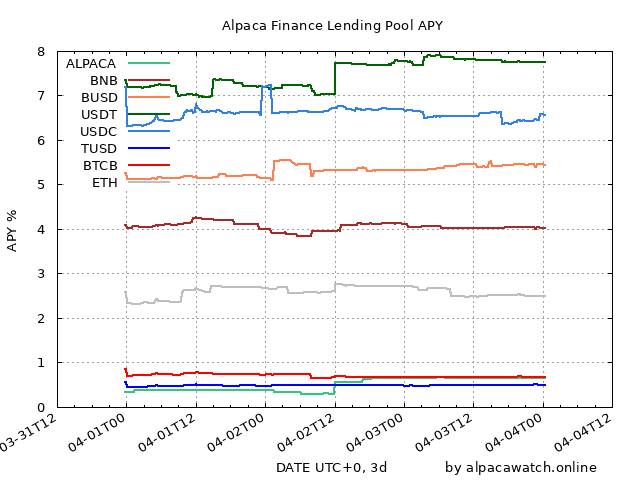 Alpaca Finance Lending Pool APY
8
7
6
5
4
3
2
1
0
APY %
ALPACA
BNB
BUSD
USDT
USDC
TUSD
BTCB
ETH
03-31T12
04-01T00
04-01T12
04-02T00
04-02T12
04-03T00
04-03T12
04-04T00
04-04T12
DATE UTC+0, 3d
by alpacawatch.online